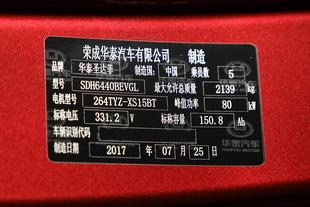 荣成华泰汽车有限公司 制造
品牌 华泰圣达菲 制造国: 中国 乘员数 5
型号 SDH6440BEVGL 最大允许总质量 2139 kg
电机型号 264TYZ-XS15BT 峰值功率 80 kW
标称电压 331.2 V 标称容量 150.8 Ah
车辆识别代码
制造日期 2017 年 07 月 25 日
华泰汽车
HAWTAI MOTOR